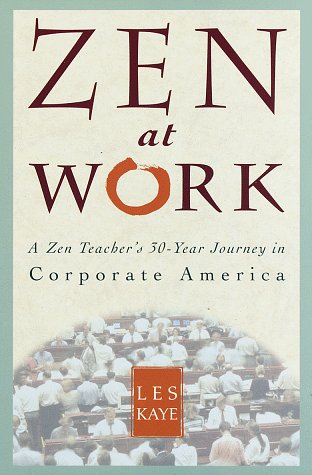 ZEN
at
WORK
A Zen Teacher's 30-Year Journey in
Corporate America
LES
KAYE